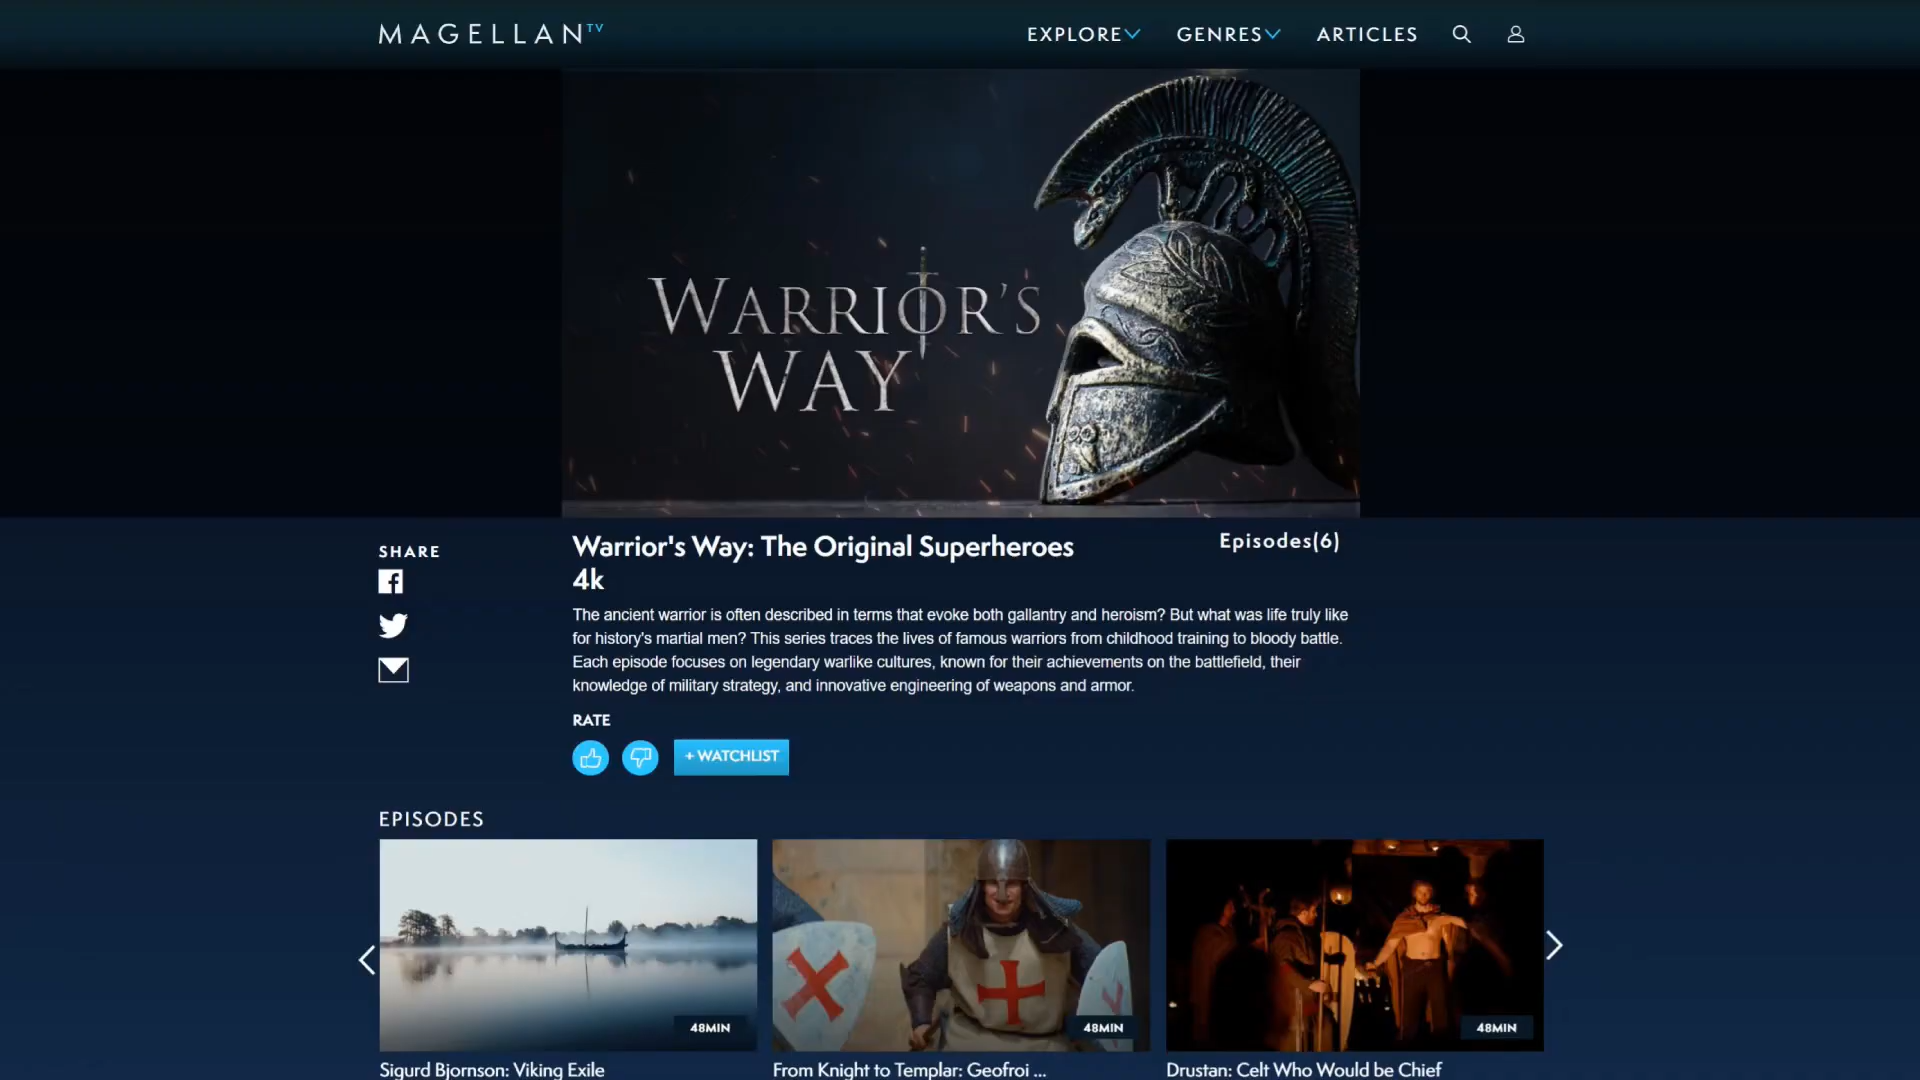 MAGELLANTV
EXPLORE
GENRES
ARTICLES
WARRIOR'S
WAY
SHARE
Warrior's Way: The Original Superheroes
4k
Episodes(6)
The ancient warrior is often described in terms that evoke both gallantry and heroism? But what was life truly like
for history's martial men? This series traces the lives of famous warriors from childhood training to bloody battle.
Each episode focuses on legendary warlike cultures, known for their achievements on the battlefield, their
knowledge of military strategy, and innovative engineering of weapons and armor.
RATE
+ WATCHLIST
EPISODES
48MIN
48MIN
48MIN
Sigurd Bjornson: Viking Exile
From Knight to Templar: Geofroi ...
Drustan: Celt Who Would be Chief